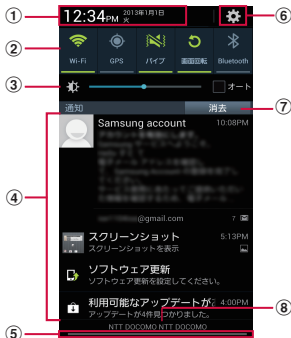 ① 12:34PM 2013年1月1日 火 ⑥
②
Wi-Fi GPS バイブ 画面回転 Bluetooth
③ オート
通知 消去 ⑦
④
Samsung account 10:08PM
@gmail.com 7
スクリーンショット 5:13PM
スクリーンショットを表示
ソフトウェア更新
ソフトウェア更新を設定してください。
利用可能なアップデートが 4:00PM
アップデートが4件見つかりました。
⑧
NTT DOCOMO NTT DOCOMO
⑤